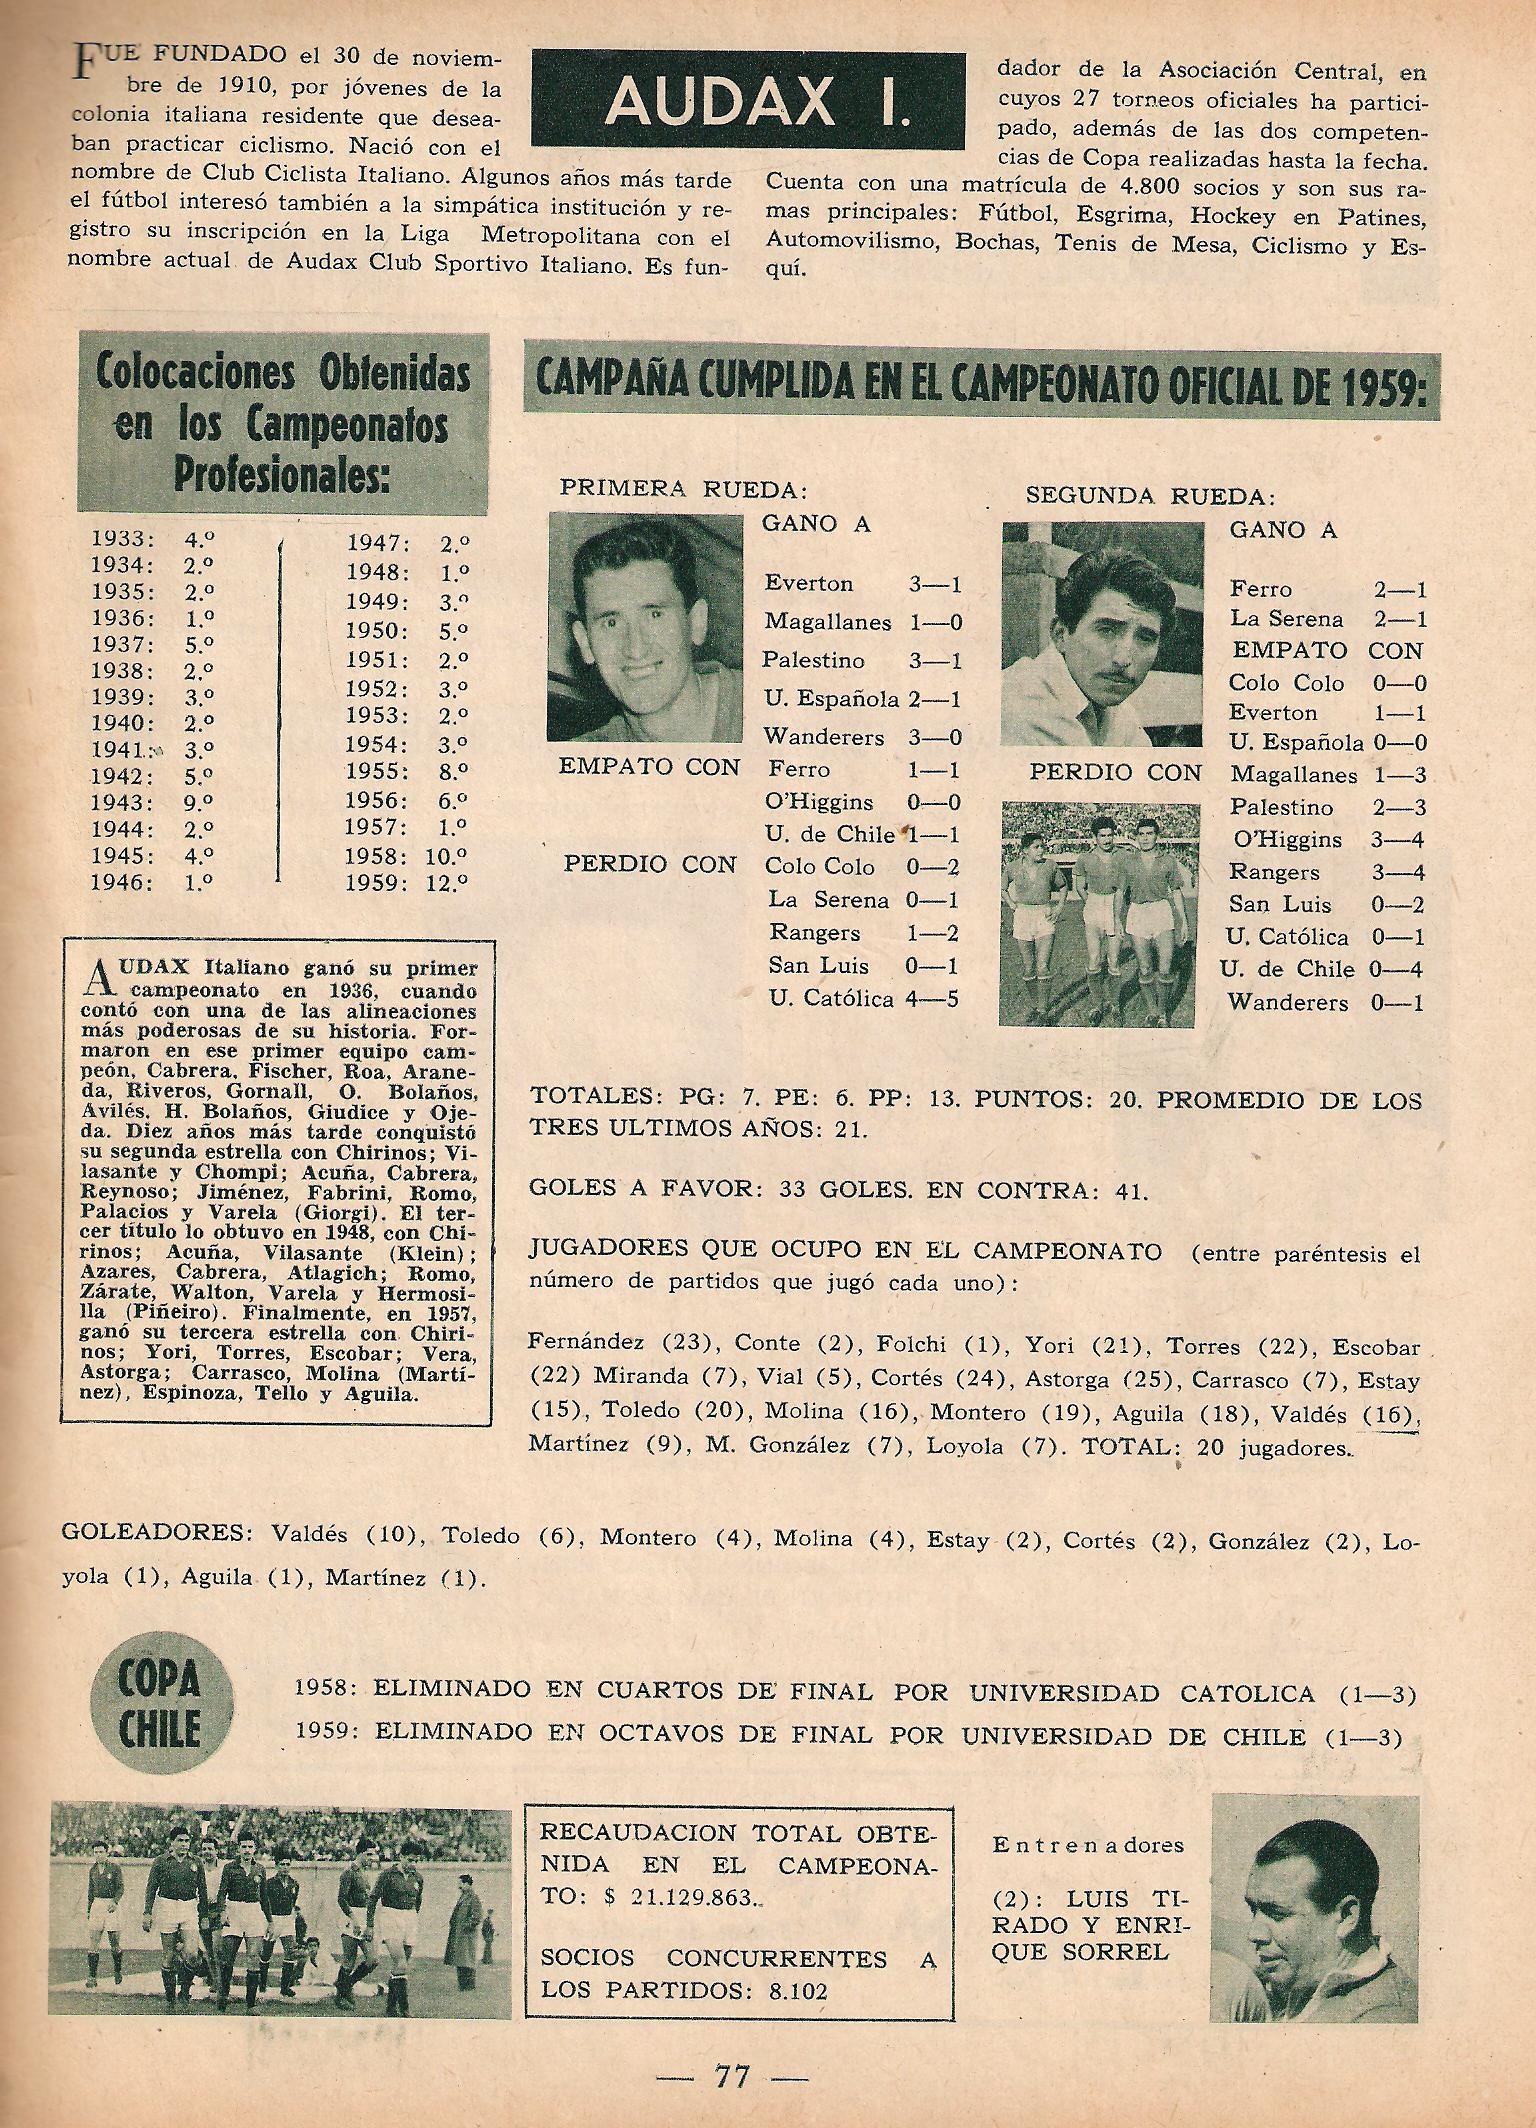 AUDAX I.
FUE FUNDADO el 30 de noviem-
bre de 1910, por jóvenes de la
colonia italiana residente que desea-
ban practicar ciclismo. Nació con el
nombre de Club Ciclista Italiano. Algunos años más tarde
el fútbol interesó también a la simpática institución y re-
gistro su inscripción en la Liga Metropolitana con el
nombre actual de Audax Club Sportivo Italiano. Es fun-
dador de la Asociación Central, en
cuyos 27 torneos oficiales ha partici-
pado, además de las dos competen-
cias de Copa realizadas hasta la fecha.
Cuenta con una matrícula de 4.800 socios y son sus ra-
mas principales: Fútbol, Esgrima, Hockey en Patines,
Automovilismo, Bochas, Tenis de Mesa, Ciclismo y Es-
quí.
Colocaciones Obtenidas
en los Campeonatos
Profesionales:
1933: 4.º
1934: 2.º
1935: 2.º
1936: 1.º
1937: 5.º
1938: 2.º
1939: 3.º
1940: 2.º
1941: 3.º
1942: 5.º
1943: 9.º
1944: 2.º
1945: 4.º
1946: 1.º
1947: 2.º
1948: 1.º
1949: 3.º
1950: 5.º
1951: 2.º
1952: 3.º
1953: 2.º
1954: 3.º
1955: 8.º
1956: 6.º
1957: 1.º
1958: 10.º
1959: 12.º
AUDAX Italiano ganó su primer
campeonato en 1936, cuando
contó con una de las alineaciones
más poderosas de su historia. For-
maron en ese primer equipo cam-
peón, Cabrera, Fischer, Roa, Arane-
da, Riveros, Gornall, O. Bolaños,
Avilés, H. Bolaños, Giudice y Oje-
da. Diez años más tarde conquistó
su segunda estrella con Chirinos; Vi-
lasante y Chompi; Acuña, Cabrera,
Reynoso; Jiménez, Fabrini, Romo,
Palacios y Varela (Giorgi). El ter-
cer título lo obtuvo en 1948, con Chi-
rinos; Acuña, Vilasante (Klein);
Azares, Cabrera, Atlagich; Romo,
Zárate, Walton, Varela y Hermosi-
lla (Piñeiro). Finalmente, en 1957,
ganó su tercera estrella con Chiri-
nos; Yori, Torres, Escobar; Vera,
Astorga; Carrasco, Molina (Martí-
nez), Espinoza, Tello y Aguila.
CAMPAÑA CUMPLIDA EN EL CAMPEONATO OFICIAL DE 1959:
PRIMERA RUEDA:
GANO A
Everton 3—1
Magallanes 1—0
Palestino 3—1
U. Española 2—1
Wanderers 3—0
EMPATO CON Ferro 1—1
O'Higgins 0—0
U. de Chile 1—1
PERDIO CON Colo Colo 0—2
La Serena 0—1
Rangers 1—2
San Luis 0—1
U. Católica 4—5
SEGUNDA RUEDA:
GANO A
Ferro 2—1
La Serena 2—1
EMPATO CON
Colo Colo 0—0
Everton 1—1
U. Española 0—0
PERDIO CON Magallanes 1—3
Palestino 2—3
O'Higgins 3—4
Rangers 3—4
San Luis 0—2
U. Católica 0—1
U. de Chile 0—4
Wanderers 0—1
TOTALES: PG: 7. PE: 6. PP: 13. PUNTOS: 20. PROMEDIO DE LOS
TRES ULTIMOS AÑOS: 21.
GOLES A FAVOR: 33 GOLES. EN CONTRA: 41.
JUGADORES QUE OCUPO EN EL CAMPEONATO (entre paréntesis el
número de partidos que jugó cada uno):
Fernández (23), Conte (2), Folchi (1), Yori (21), Torres (22), Escobar
(22) Miranda (7), Vial (5), Cortés (24), Astorga (25), Carrasco (7), Estay
(15), Toledo (20), Molina (16), Montero (19), Aguila (18), Valdés (16),
Martínez (9), M. González (7), Loyola (7). TOTAL: 20 jugadores.
GOLEADORES: Valdés (10), Toledo (6), Montero (4), Molina (4), Estay (2), Cortés (2), González (2), Lo-
yola (1), Aguila (1), Martínez (1).
COPA
CHILE
1958: ELIMINADO EN CUARTOS DE FINAL POR UNIVERSIDAD CATOLICA (1—3)
1959: ELIMINADO EN OCTAVOS DE FINAL POR UNIVERSIDAD DE CHILE (1—3)
RECAUDACION TOTAL OBTE-
NIDA EN EL CAMPEONA-
TO: $ 21.129.863.
SOCIOS CONCURRENTES A
LOS PARTIDOS: 8.102
Entrenadores
(2): LUIS TI-
RADO Y ENRI-
QUE SORREL
— 77 —